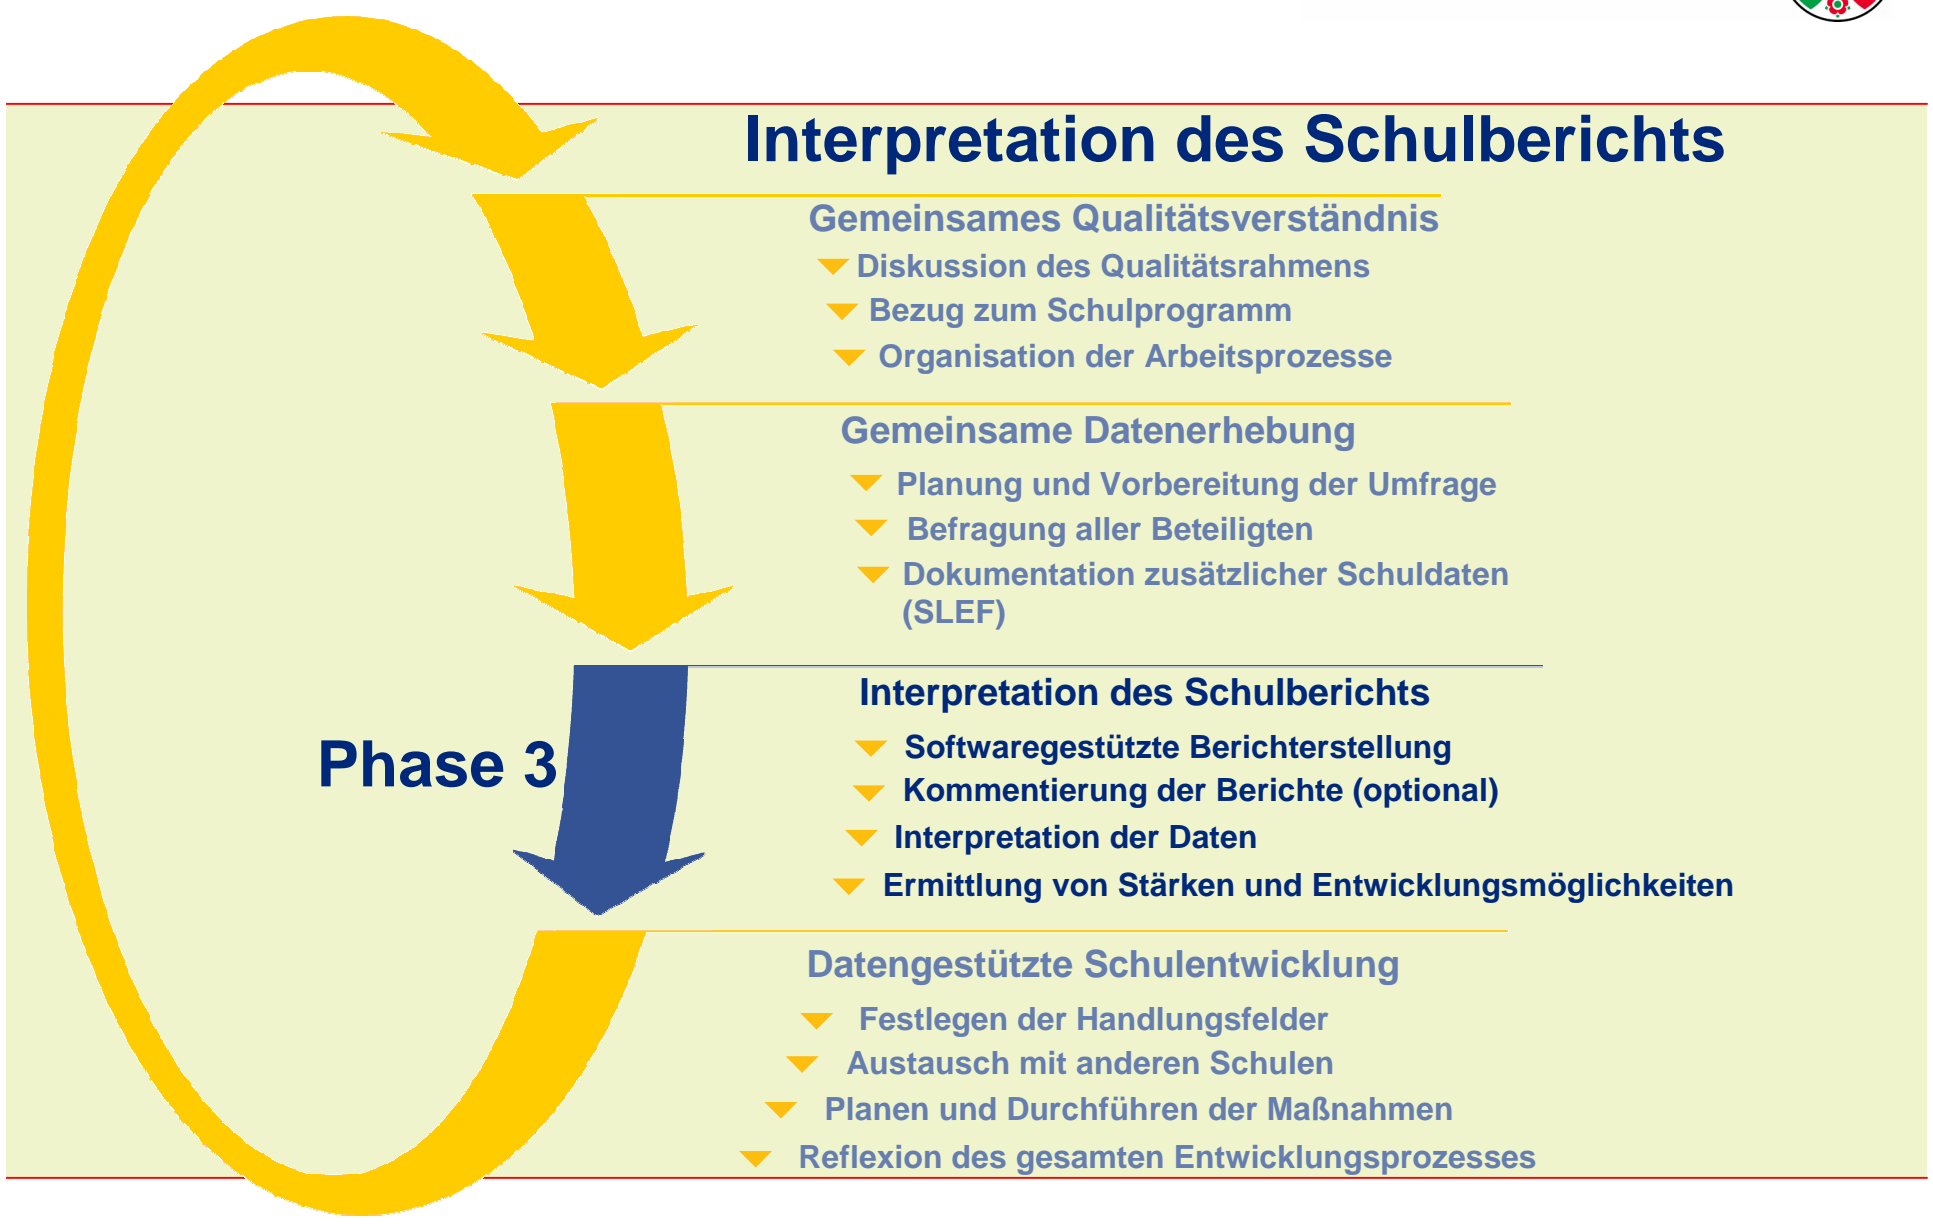 Interpretation des Schulberichts
Gemeinsames Qualitätsverständnis
Diskussion des Qualitätsrahmens
Bezug zum Schulprogramm
Organisation der Arbeitsprozesse
Gemeinsame Datenerhebung
Planung und Vorbereitung der Umfrage
Befragung aller Beteiligten
Dokumentation zusätzlicher Schuldaten
(SLEF)
Phase 3
Interpretation des Schulberichts
Softwaregestützte Berichterstellung
Kommentierung der Berichte (optional)
Interpretation der Daten
Ermittlung von Stärken und Entwicklungsmöglichkeiten
Datengestützte Schulentwicklung
Festlegen der Handlungsfelder
Austausch mit anderen Schulen
Planen und Durchführen der Maßnahmen
Reflexion des gesamten Entwicklungsprozesses